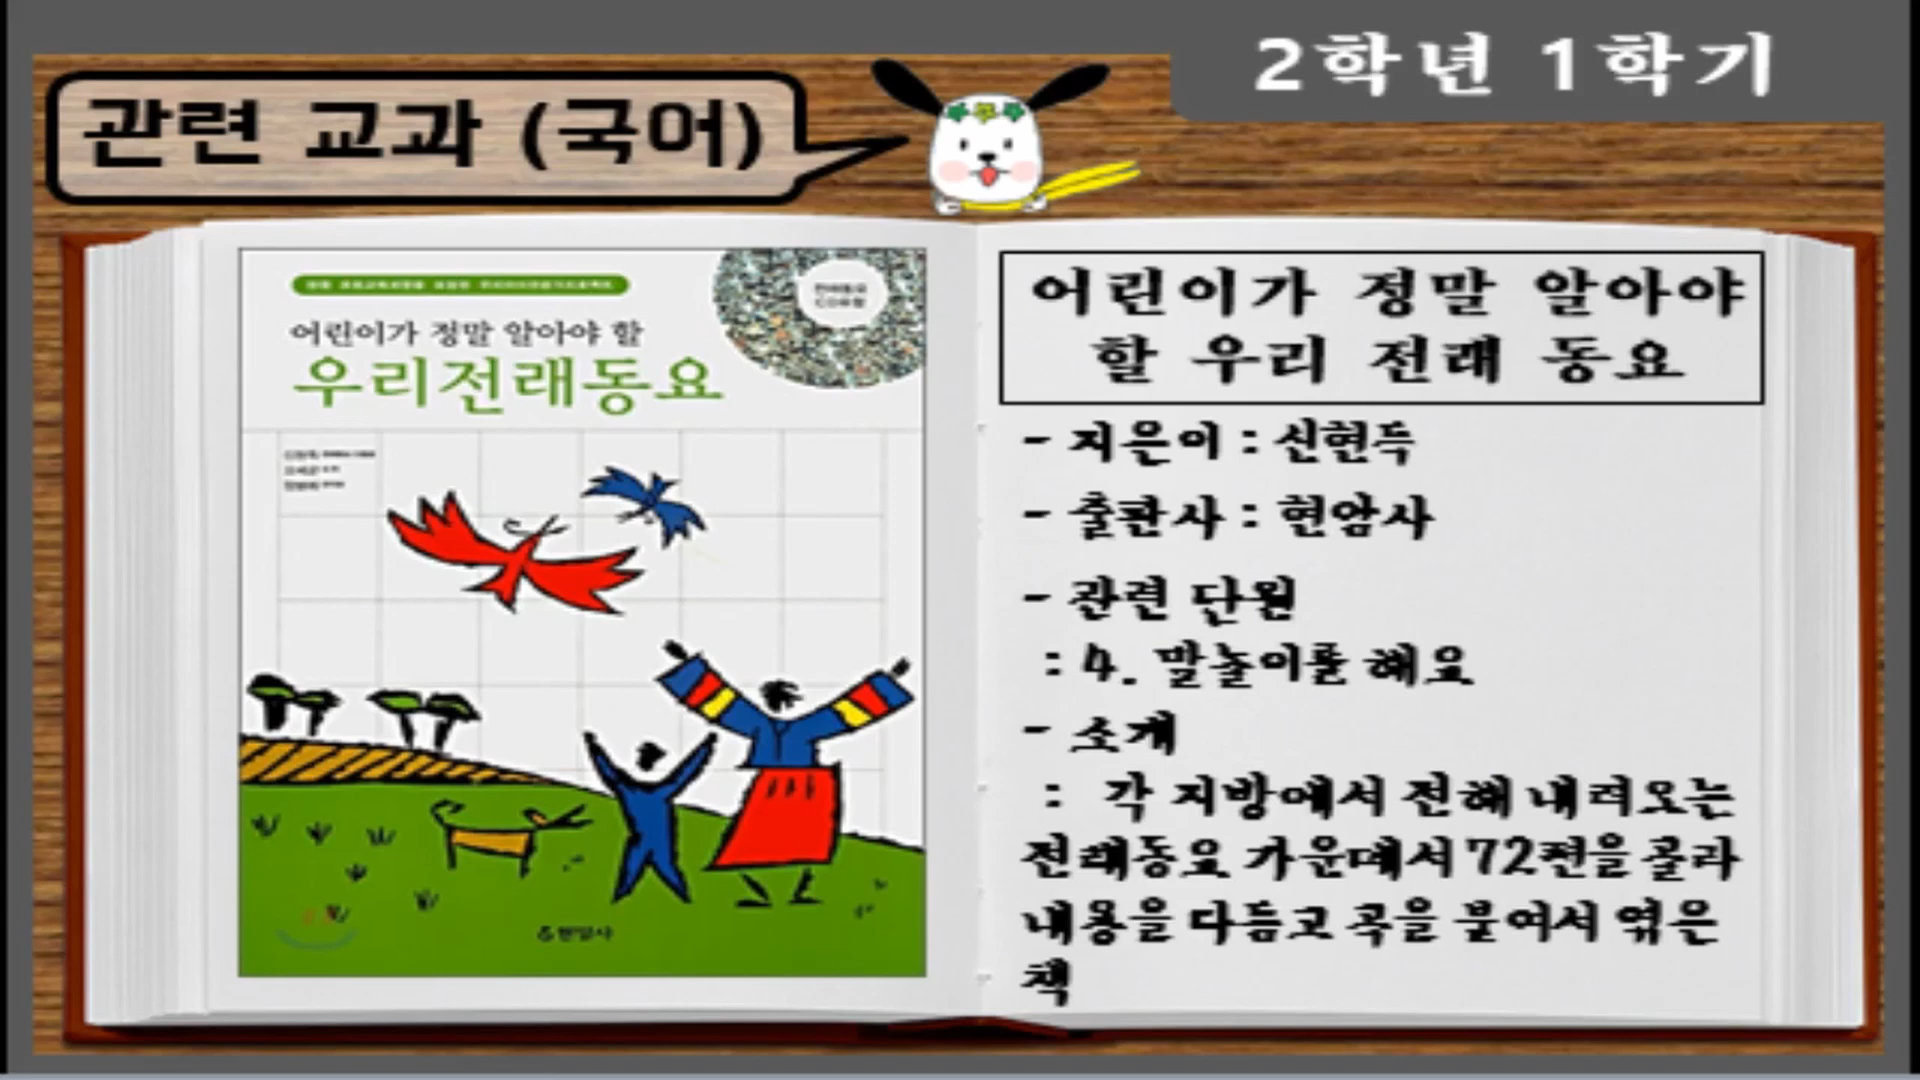 2학년 1학기
관련 교과 (국어)
어린이가 정말 알아야 할
우리전래동요
현암사
어린이가 정말 알아야
할 우리 전래 동요
- 지은이 : 신현득
- 출판사 : 현암사
- 관련 단원
: 4. 말놀이를 해요
- 소개
: 각 지방에서 전해 내려오는
전래동요 가운데서 72편을 골라
내용을 다듬고 곡을 붙여서 엮은
책